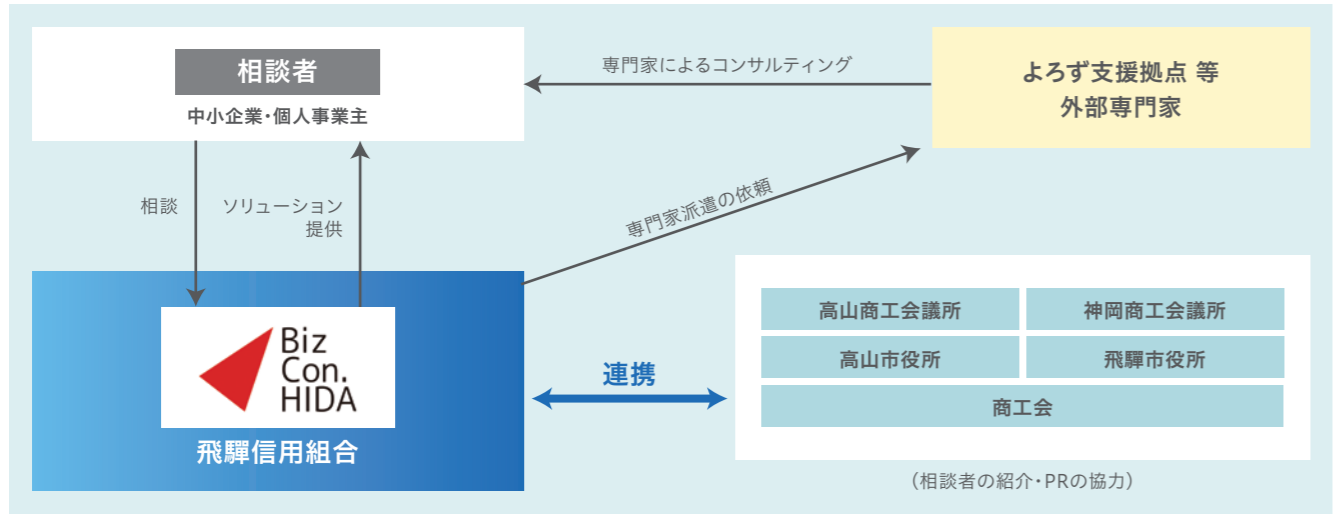 相談者
中小企業・個人事業主
専門家によるコンサルティング
よろず支援拠点 等
外部専門家
相談
ソリューション
提供
専門家派遣の依頼
Biz
Con.
HIDA
飛驒信用組合
連携
高山商工会議所
神岡商工会議所
高山市役所
飛驒市役所
商工会
(相談者の紹介・PRの協力)